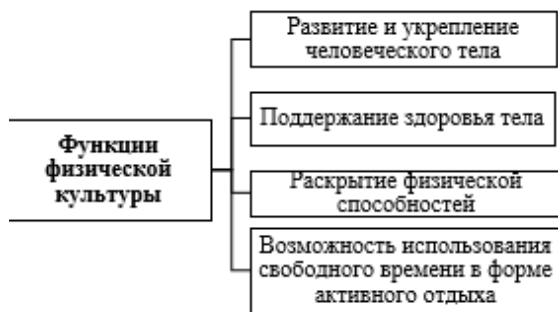 Функции
физической
культуры
Развитие и укрепление
человеческого тела
Поддержание здоровья тела
Раскрытие физической
способностей
Возможность использования
свободного времени в форме
активного отдыха